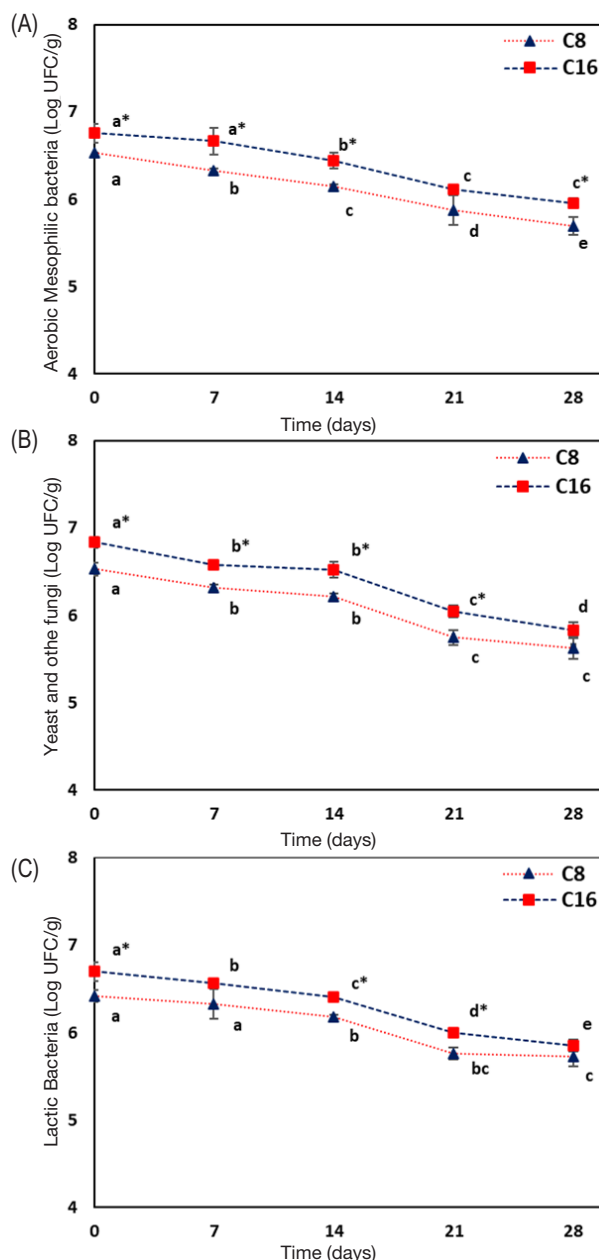 (A)
Aerobic Mesophilic bacteria (Log UFC/g)
8
7
6
5
4
C8
C16
a*
a*
b*
c
c*
a
b
c
d
e
0
7
14
21
28
Time (days)
(B)
Yeast and othe fungi (Log UFC/g)
8
7
6
5
4
C8
C16
a*
b*
b*
c*
d
a
b
b
c
c
0
7
14
21
28
Time (days)
(C)
Lactic Bacteria (Log UFC/g)
8
7
6
5
4
C8
C16
a*
b
c*
d*
e
a
a
b
bc
c
0
7
14
21
28
Time (days)